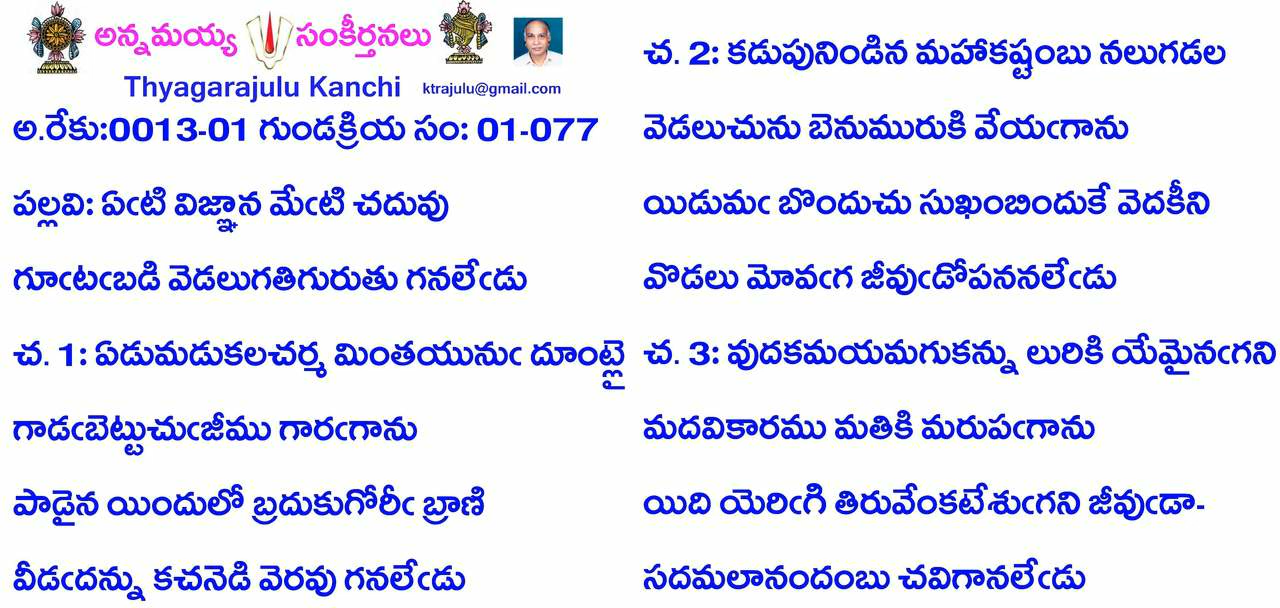 అన్నమయ్య సంకీర్తనలు
Thyagarajulu Kanchi ktrajulu@gmail.com
అ.రేకు:0013-01 గుండక్రియ సం: 01-077
పల్లవి: ఏఁటి విజ్ఞాన మేఁటి చదువు
గూఁటఁబడి వెడలుగతిగురుతు గనలేఁడు
చ. 1: ఏడుమడుకలచర్మ మింతయునుఁ దూంట్లై
గాడఁబెట్టుచుఁజీము గారఁగాను
పాడైన యిందులో బ్రదుకుగోరీఁ బ్రాణి
వీడఁదన్ను కచనెడి వెరవు గనలేఁడు
చ. 2: కడుపునిండిన మహాకష్టంబు నలుగడల
వెడలుచును బెనుమురుకి వేయఁగాను
యిడుమఁ బొందుచు సుఖంబిందుకే వెదకీని
వొడలు మోవఁగ జీవుఁడోపననలేఁడు
చ. 3: వుదకమయమగుకన్ను లురికి యేమైనఁగని
మదవికారము మతికి మరుపఁగాను
యిది యెరిఁగి తిరువేంకటేశుఁగని జీవుఁడా-
సదమలానందంబు చవిగానలేఁడు